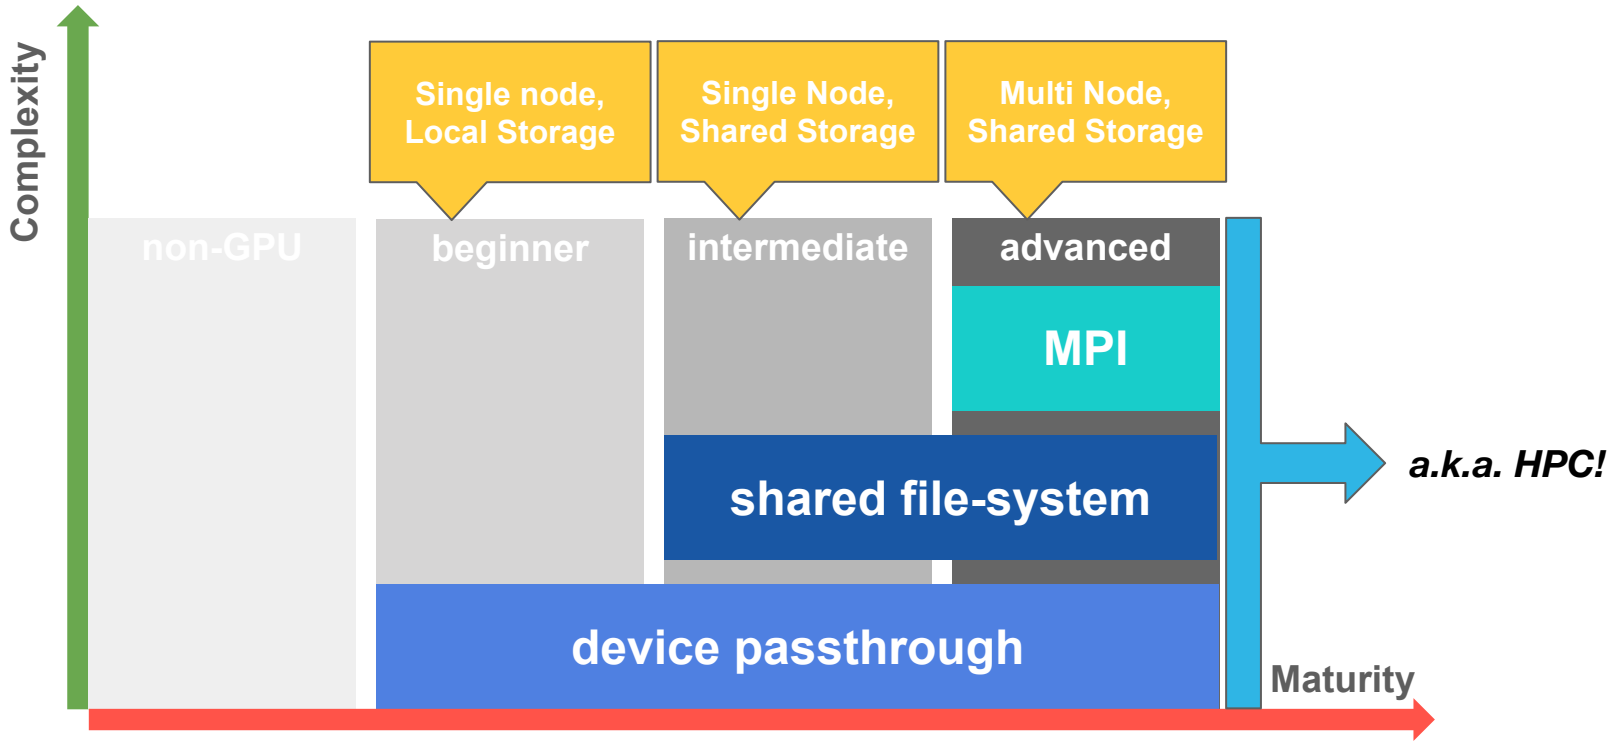 Complexity
Single node,
Local Storage
Single Node,
Shared Storage
Multi Node,
Shared Storage
non-GPU
beginner
intermediate
advanced
MPI
shared file-system
a.k.a. HPC!
device passthrough
Maturity